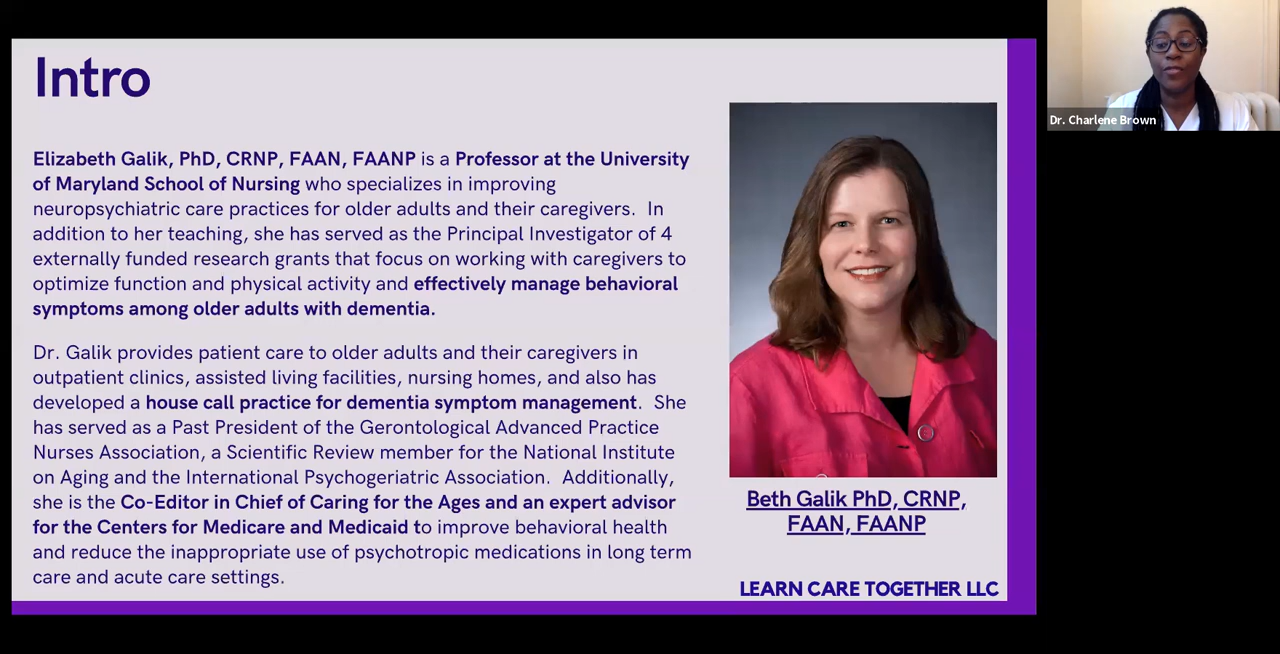 Intro
Elizabeth Galik, PhD, CRNP, FAAN, FAANP is a Professor at the University
of Maryland School of Nursing who specializes in improving
neuropsychiatric care practices for older adults and their caregivers.  In
addition to her teaching, she has served as the Principal Investigator of 4
externally funded research grants that focus on working with caregivers to
optimize function and physical activity and effectively manage behavioral
symptoms among older adults with dementia.
Dr. Galik provides patient care to older adults and their caregivers in
outpatient clinics, assisted living facilities, nursing homes, and also has
developed a house call practice for dementia symptom management.  She
has served as a Past President of the Gerontological Advanced Practice
Nurses Association, a Scientific Review member for the National Institute
on Aging and the International Psychogeriatric Association.  Additionally,
she is the Co-Editor in Chief of Caring for the Ages and an expert advisor
for the Centers for Medicare and Medicaid to improve behavioral health
and reduce the inappropriate use of psychotropic medications in long term
care and acute care settings.
Beth Galik PhD, CRNP,
FAAN, FAANP
LEARN CARE TOGETHER LLC
Dr. Charlene Brown